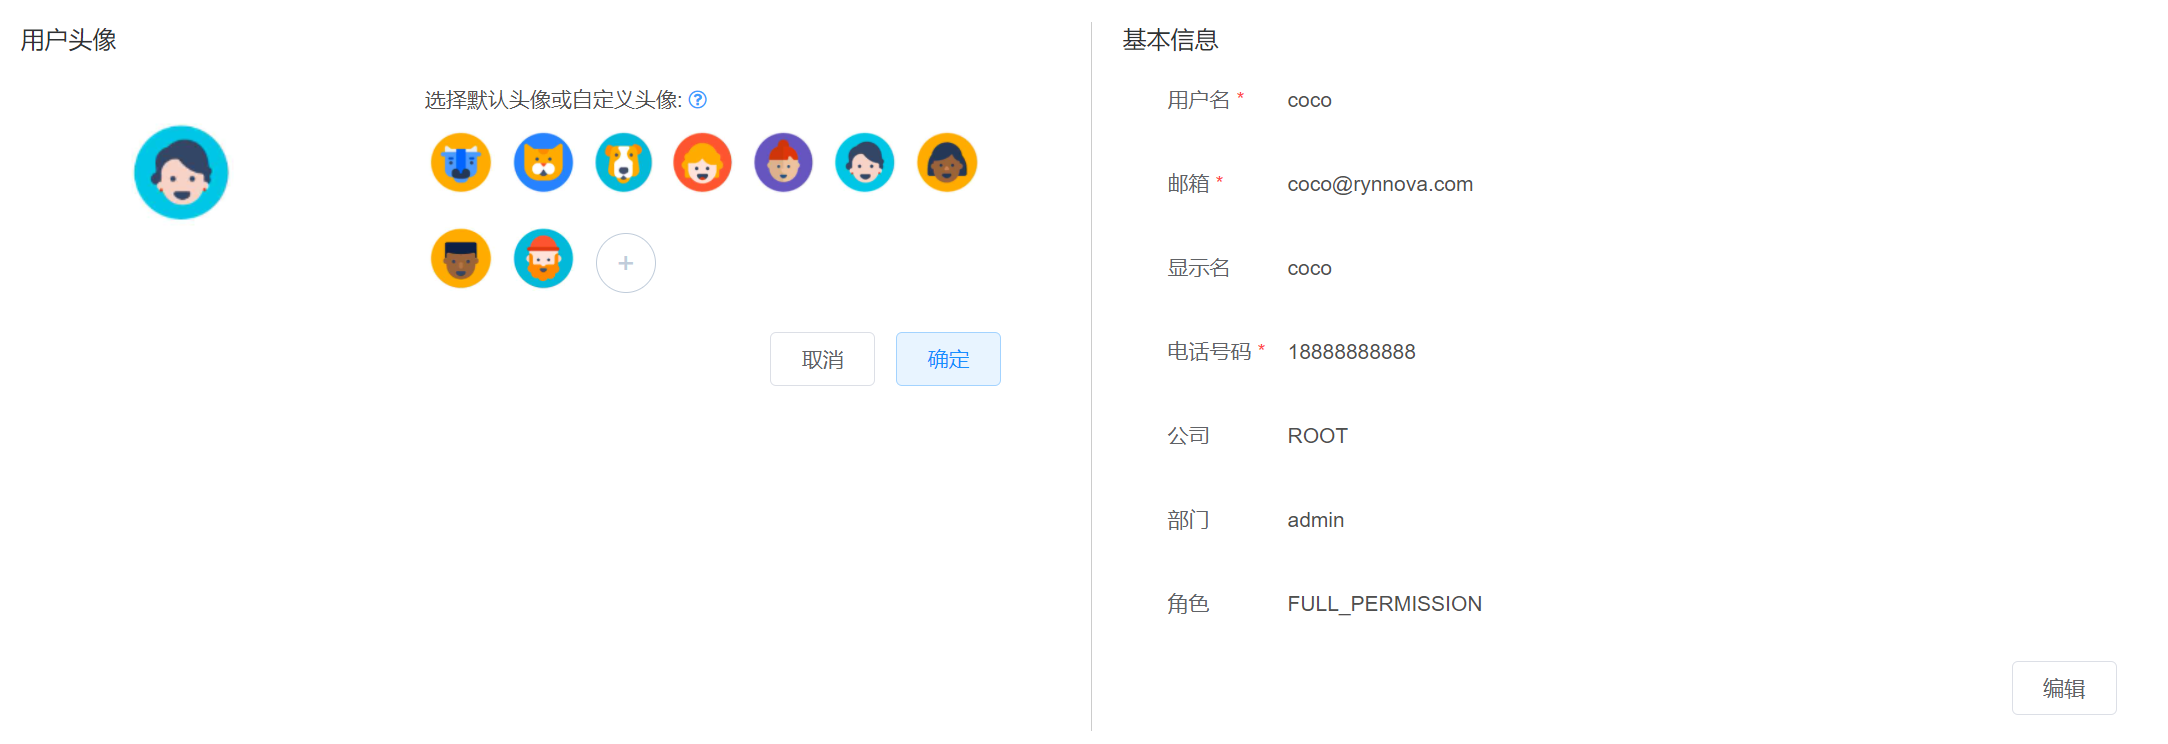 用户头像
选择默认头像或自定义头像:
+
取消
确定
基本信息
用户名 * coco
邮箱 * coco@rynnova.com
显示名 coco
电话号码 * 18888888888
公司 ROOT
部门 admin
角色 FULL_PERMISSION
编辑